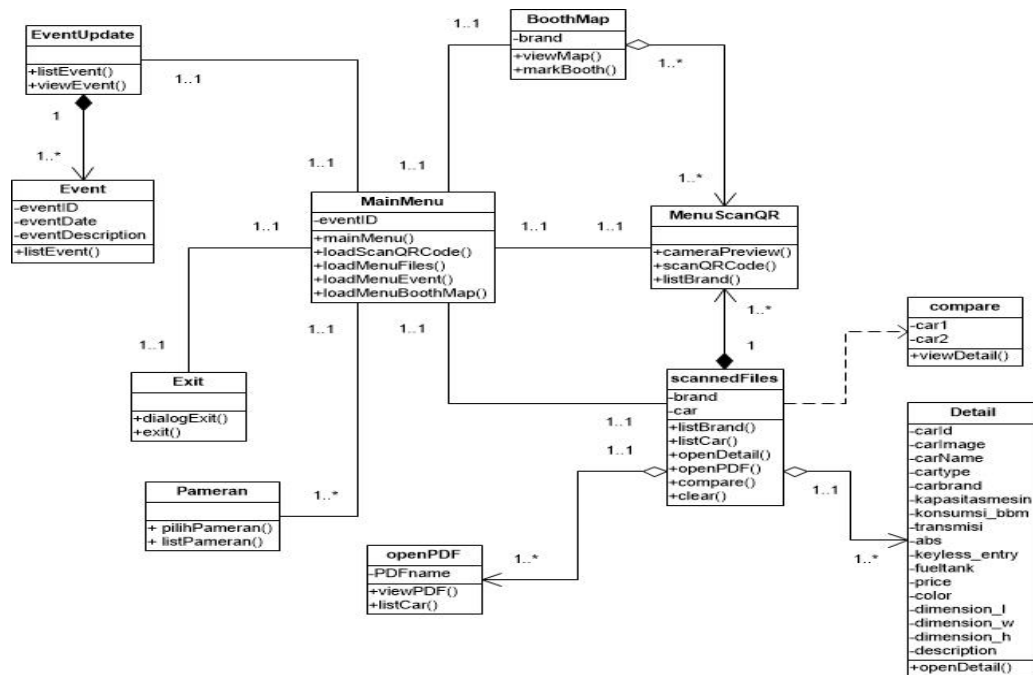 EventUpdate
+listEvent()
+viewEvent()
1..1
1
1..*
Event
-eventID
-eventDate
-eventDescription
+listEvent()
1..1
BoothMap
-brand
+viewMap()
+markBooth()
1..*
1..*
1..1
1..1
MainMenu
-eventID
+mainMenu()
+loadScanQRCode()
+loadMenuFiles()
+loadMenuEvent()
+loadMenuBoothMap()
1..1
1..1
1..1
1..1
1..1
MenuScanQR
+cameraPreview()
+scanQRCode()
+listBrand()
1..*
1
compare
-car1
-car2
+viewDetail()
1..1
Exit
+dialogExit()
+exit()
scannedFiles
-brand
-car
+listBrand()
+listCar()
+openDetail()
+openPDF()
+compare()
+clear()
1..1
1..1
1..1
1..*
Detail
-carId
-carImage
-carName
-cartype
-carbrand
-kapasitasmesin
-konsumsi_bbm
-transmisi
-abs
-keyless_entry
-fueltank
-price
-color
-dimension_l
-dimension_w
-dimension_h
-description
+openDetail()
Pameran
+ pilihPameran()
+ listPameran()
1..*
openPDF
-PDFname
+viewPDF()
+listCar()
1..*